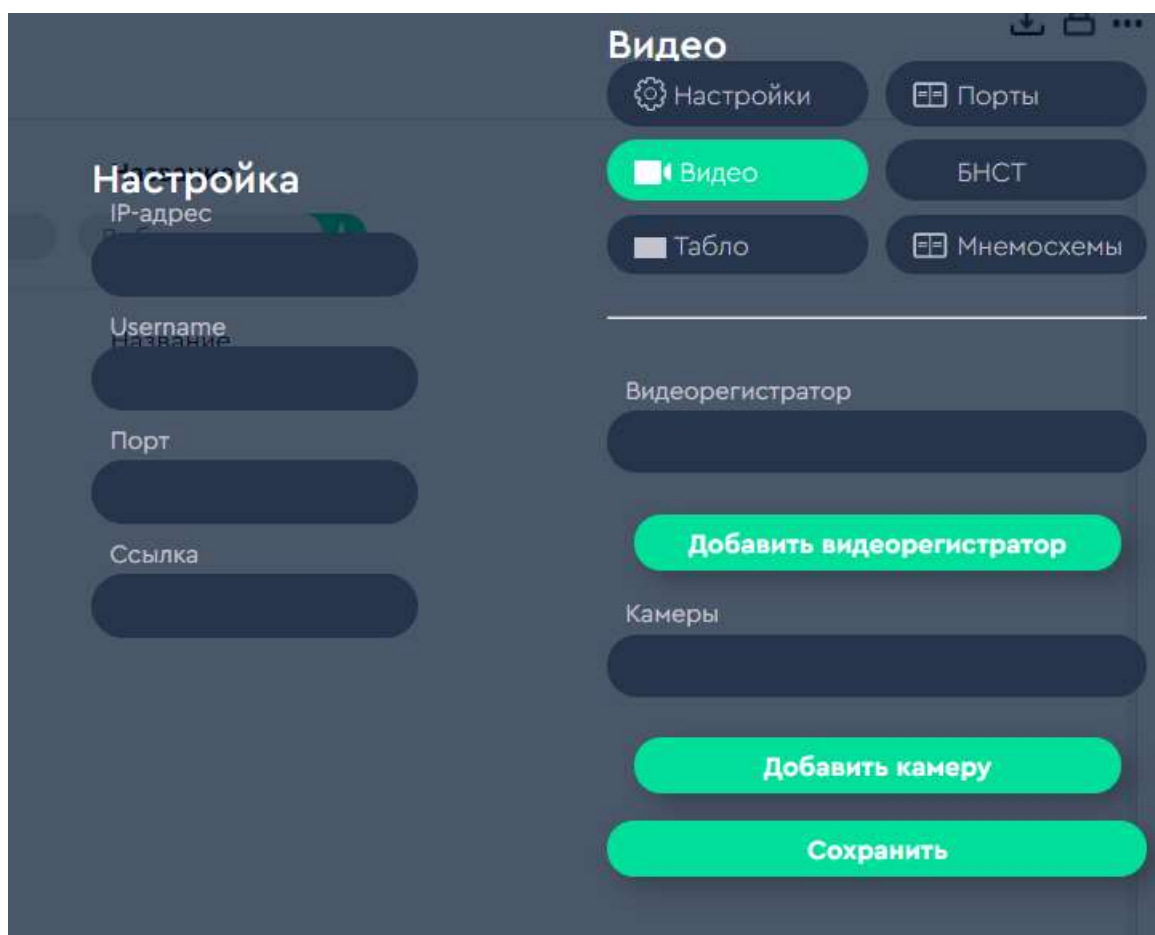 Видео
Настройки
Порты
Видео
БНСТ
Табло
Мнемосхемы
Настройка
IP-адрес
Username
Название
Порт
Ссылка
Видеорегистратор
Добавить видеорегистратор
Камеры
Добавить камеру
Сохранить